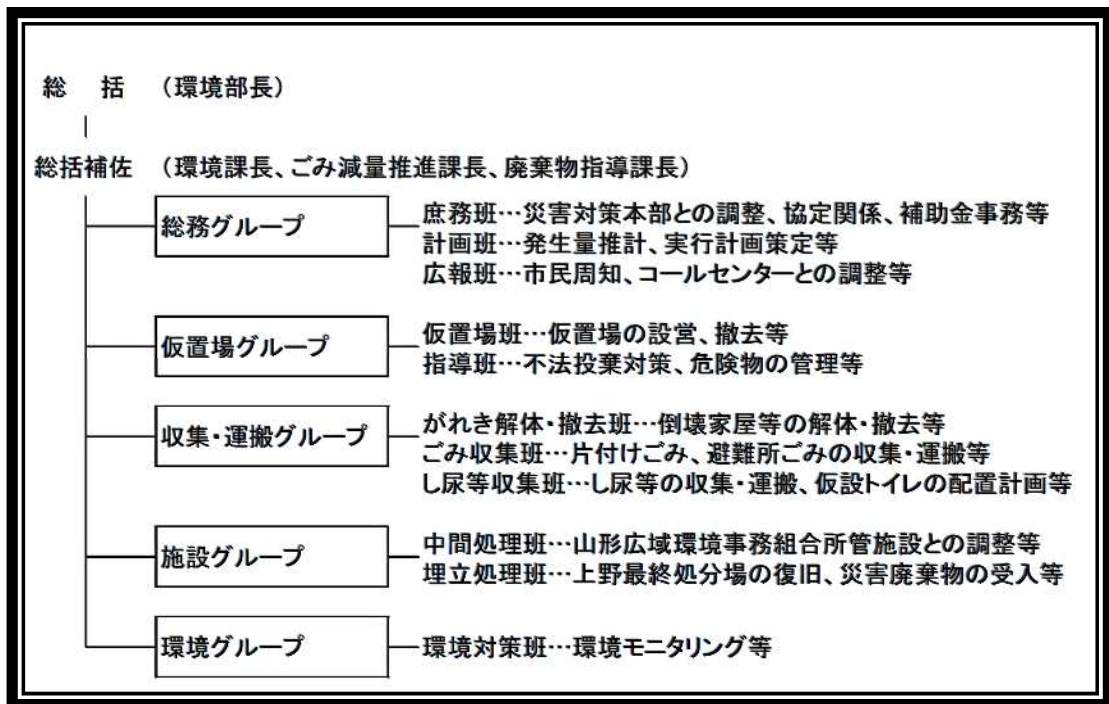 総　括　（環境部長）
総括補佐　（環境課長、ごみ減量推進課長、廃棄物指導課長）
総務グループ
庶務班…災害対策本部との調整、協定関係、補助金事務等
計画班…発生量推計、実行計画策定等
広報班…市民周知、コールセンターとの調整等
仮置場グループ
仮置場班…仮置場の設営、撤去等
指導班…不法投棄対策、危険物の管理等
収集・運搬グループ
がれき解体・撤去班…倒壊家屋等の解体・撤去等
ごみ収集班…片付けごみ、避難所ごみの収集・運搬等
し尿等収集班…し尿等の収集・運搬、仮設トイレの配置計画等
施設グループ
中間処理班…山形広域環境事務組合所管施設との調整等
埋立処理班…上野最終処分場の復旧、災害廃棄物の受入等
環境グループ
環境対策班…環境モニタリング等